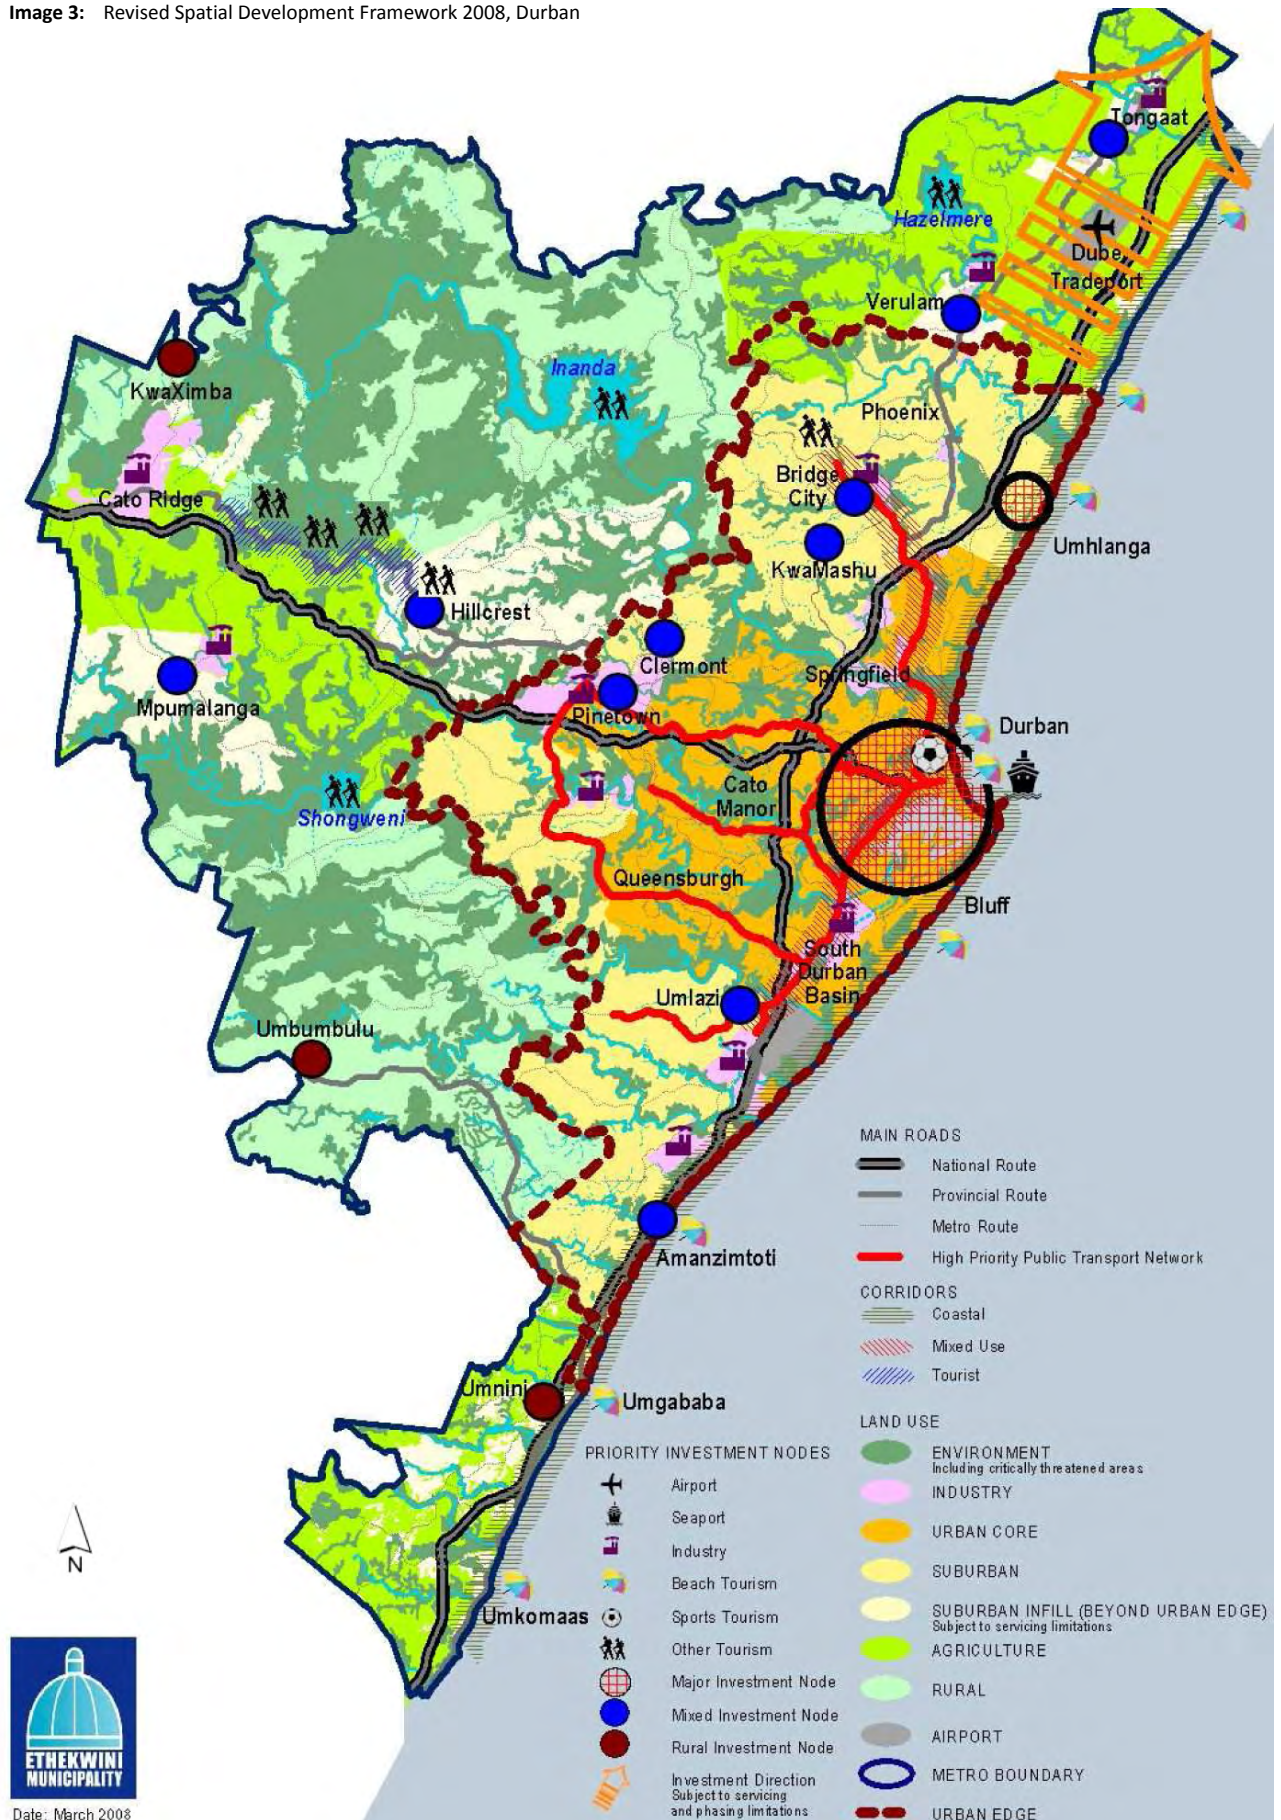 Image 3: Revised Spatial Development Framework 2008, Durban
Tongaat
Hazelmere
Dube
Tradeport
Verulam
KwaXimba
Inanda
Phoenix
Bridge
City
Cato Ridge
Umhlanga
KwaMashu
Hillcrest
Clermont
Springfield
Mpumalanga
Pinetown
Durban
Cato
Manor
Shongweni
Queensburgh
Bluff
South
Durban
Basin
Umlazi
Umbumbulu
Amanzimtoti
Umnini
Umgababa
Umkomaas
MAIN ROADS
National Route
Provincial Route
Metro Route
High Priority Public Transport Network
CORRIDORS
Coastal
Mixed Use
Tourist
LAND USE
ENVIRONMENT
Including critically threatened areas
INDUSTRY
URBAN CORE
SUBURBAN
SUBURBAN INFILL (BEYOND URBAN EDGE)
Subject to servicing limitations
AGRICULTURE
RURAL
AIRPORT
METRO BOUNDARY
URBAN EDGE
PRIORITY INVESTMENT NODES
Airport
Seaport
Industry
Beach Tourism
Sports Tourism
Other Tourism
Major Investment Node
Mixed Investment Node
Rural Investment Node
Investment Direction
Subject to servicing
and phasing limitations
N
ETHEKWINI
MUNICIPALITY
Date: March 2008